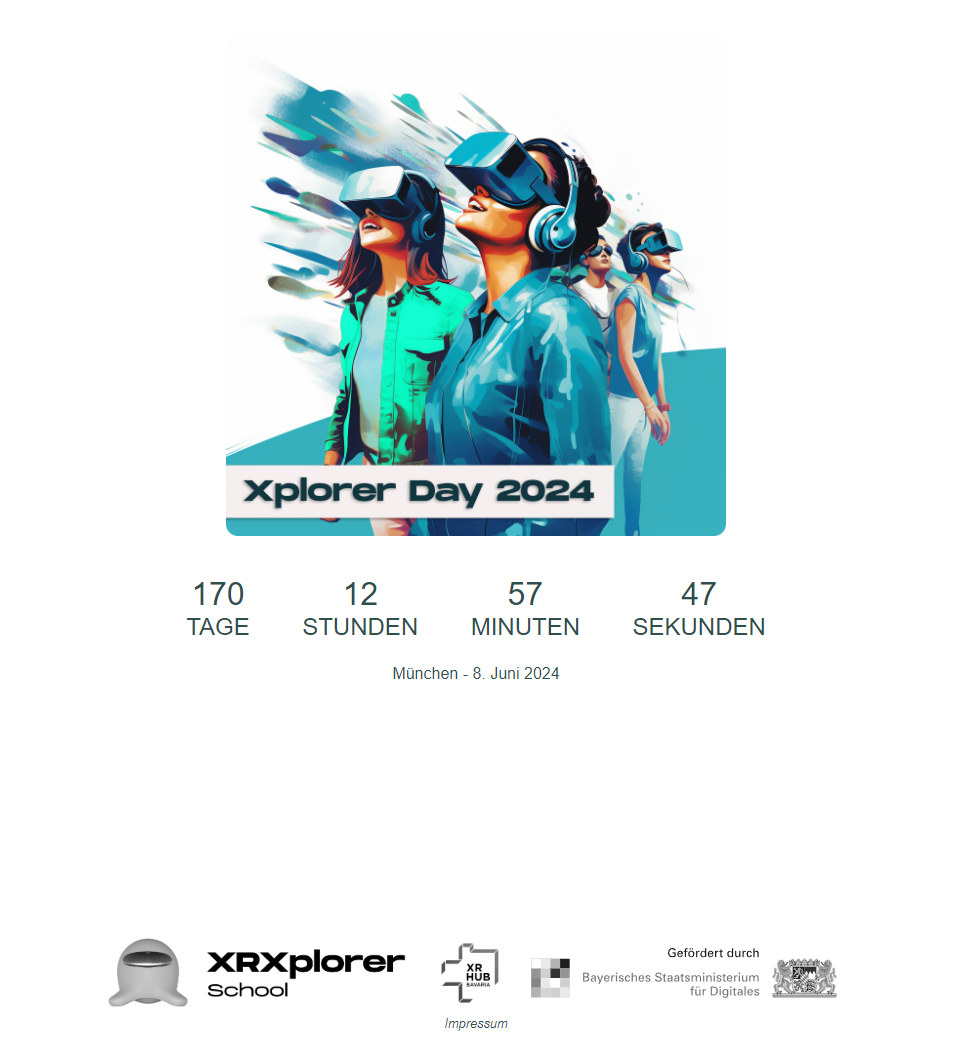 Xplorer Day 2024
170 12 57 47
TAGE STUNDEN MINUTEN SEKUNDEN
München - 8. Juni 2024
XRXplorer
School
XR
HUB
BAVARIA
Gefördert durch
Bayerisches Staatsministerium
für Digitales
Impressum